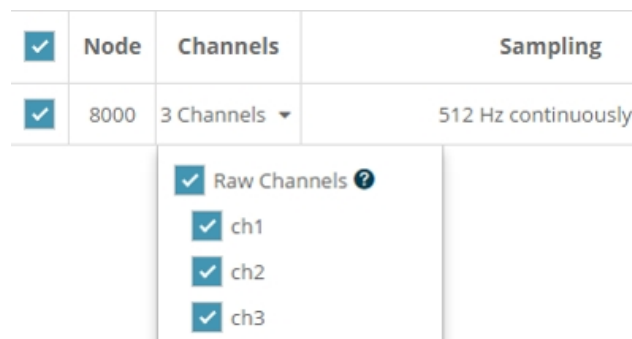 Node Channels Sampling
8000 3 Channels 512 Hz continuously
Raw Channels ?
ch1
ch2
ch3